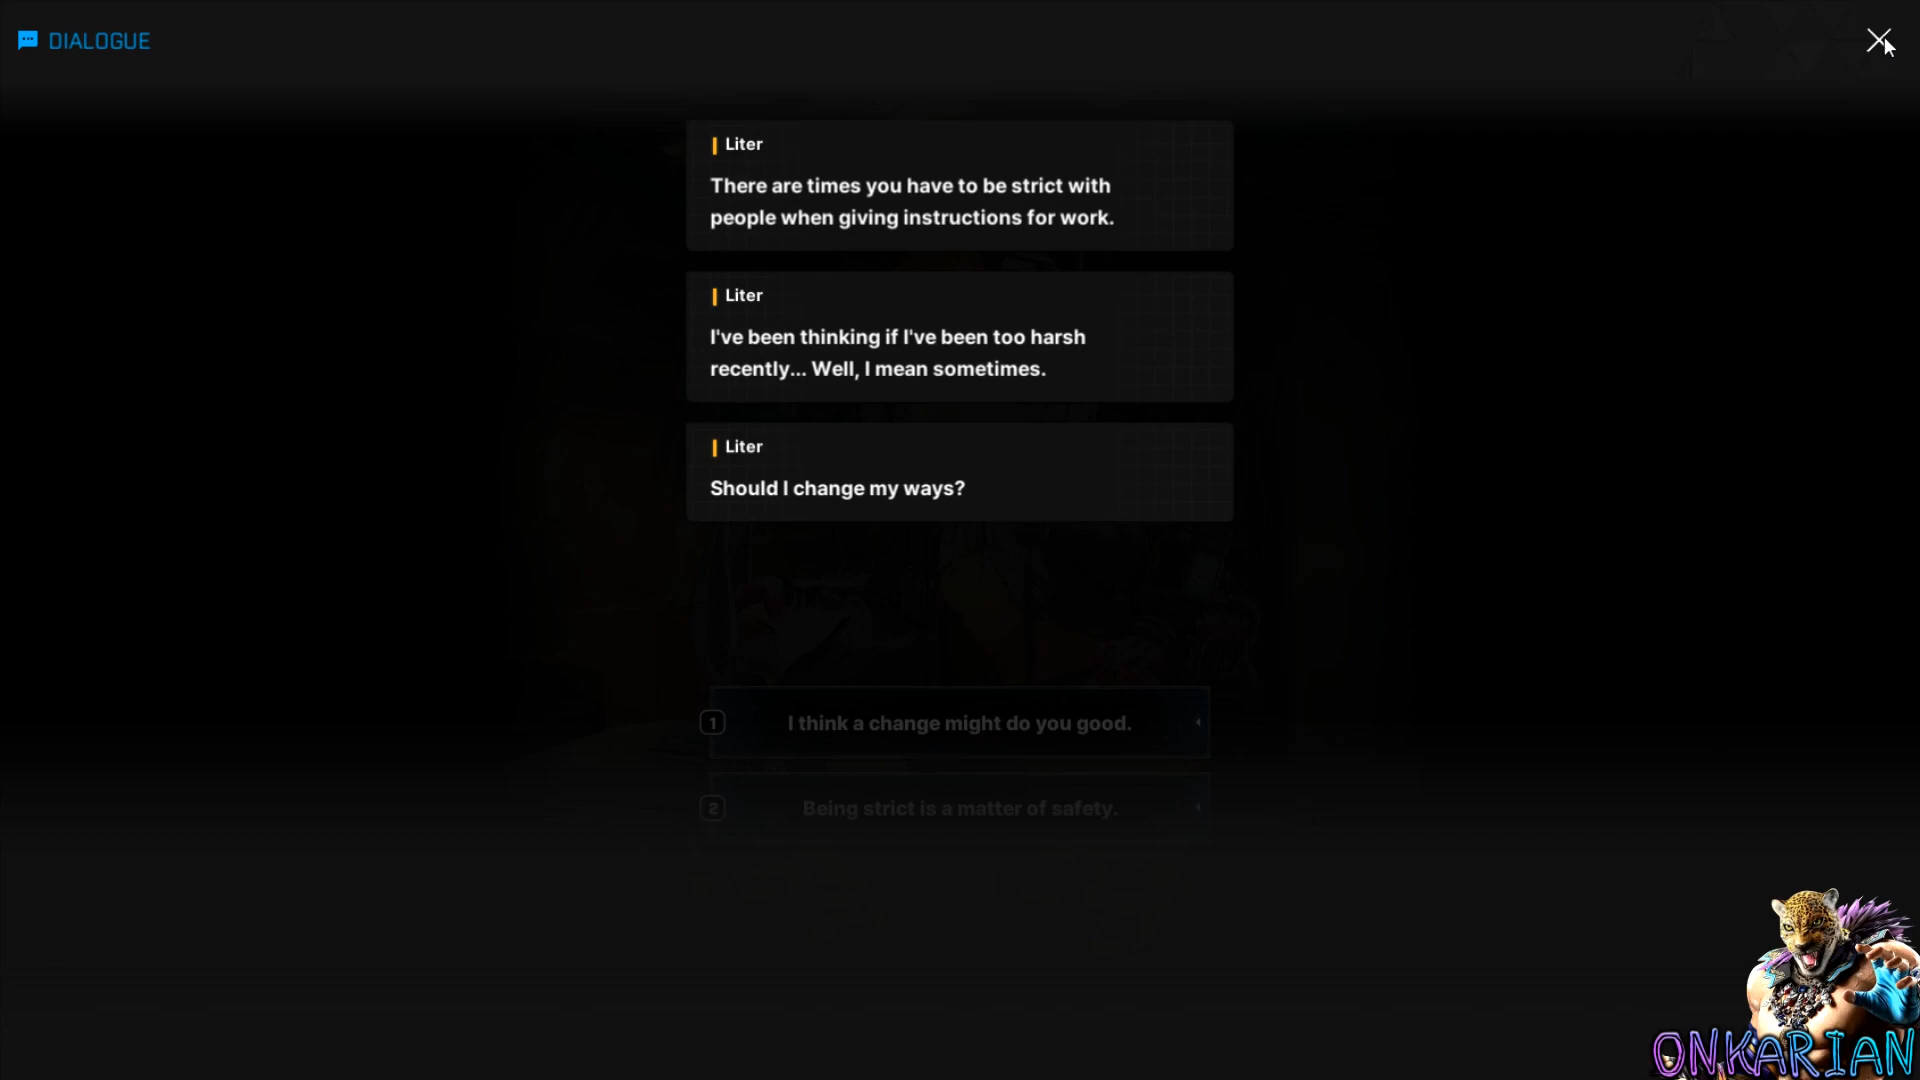 DIALOGUE
Liter
There are times you have to be strict with
people when giving instructions for work.
Liter
I've been thinking if I've been too harsh
recently... Well, I mean sometimes.
Liter
Should I change my ways?
1 I think a change might do you good.
2 Being strict is a matter of safety.
ONKARIAN